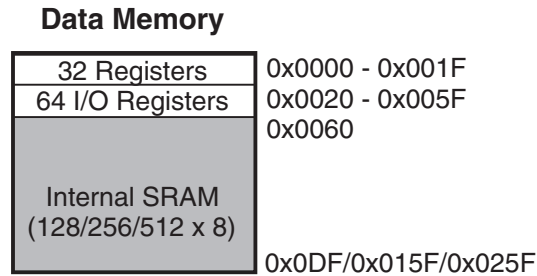 Data Memory
32 Registers 0x0000 - 0x001F
64 I/O Registers 0x0020 - 0x005F
0x0060
Internal SRAM
(128/256/512 x 8)
0x0DF/0x015F/0x025F